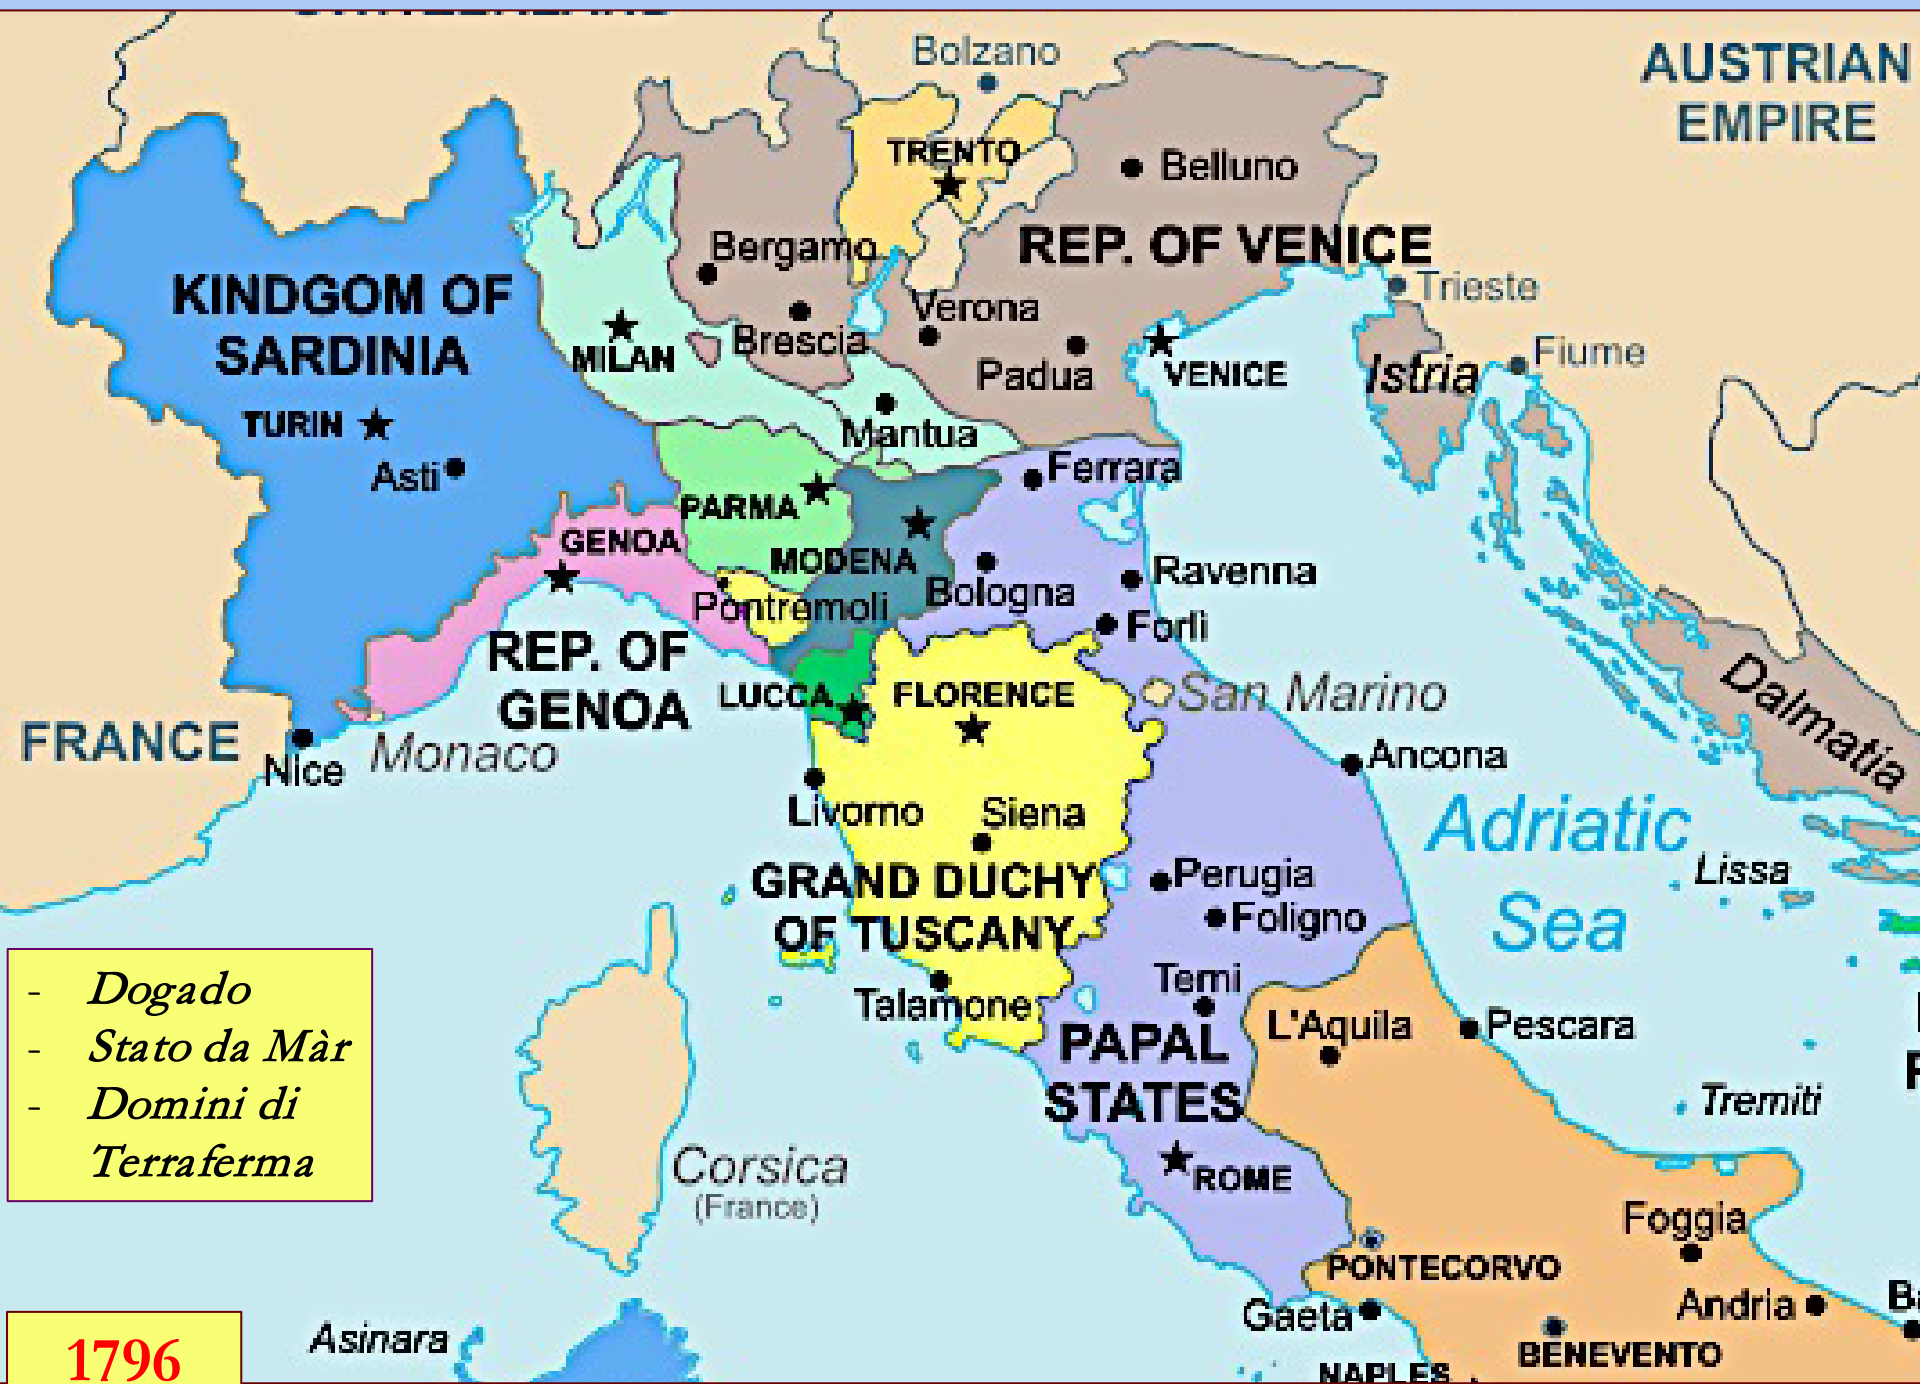 SWITZERLAND
Bolzano
AUSTRIAN
EMPIRE
TRENTO
Belluno
Bergamo
REP. OF VENICE
KINDGOM OF
SARDINIA
Trieste
Verona
MILAN
Brescia
Padua
VENICE
Istria
Fiume
TURIN
Asti
Mantua
Ferrara
PARMA
GENOA
MODENA
Bologna
Ravenna
Pontremoli
Forlì
REP. OF
GENOA
LUCCA
FLORENCE
San Marino
Dalmatia
FRANCE
Nice
Monaco
Ancona
Livorno
Siena
Adriatic
Sea
GRAND DUCHY
OF TUSCANY
Perugia
Lissa
Foligno
- Dogado
- Stato da Màr
- Domini di
Terraferma
Talamone
Terni
PAPAL
STATES
L'Aquila
Pescara
Tremiti
Corsica
(France)
ROME
Foggia
PONTECORVO
Gaeta
Andria
Asinara
BENEVENTO
NAPLES
1796